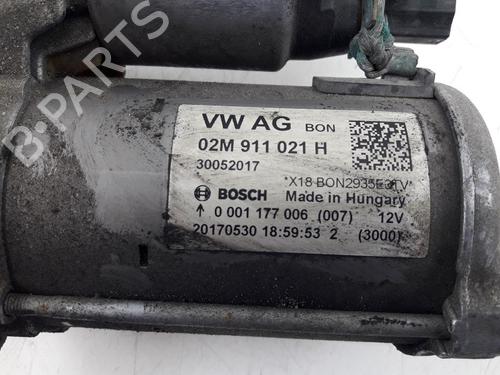 VW AG BON
02M 911 021 H
30052017
*X18 BON2935E3TV*
BOSCH Made in Hungary
0 001 177 006 (007) 12V
20170530 18:59:53 2 (3000)
B-PARTS